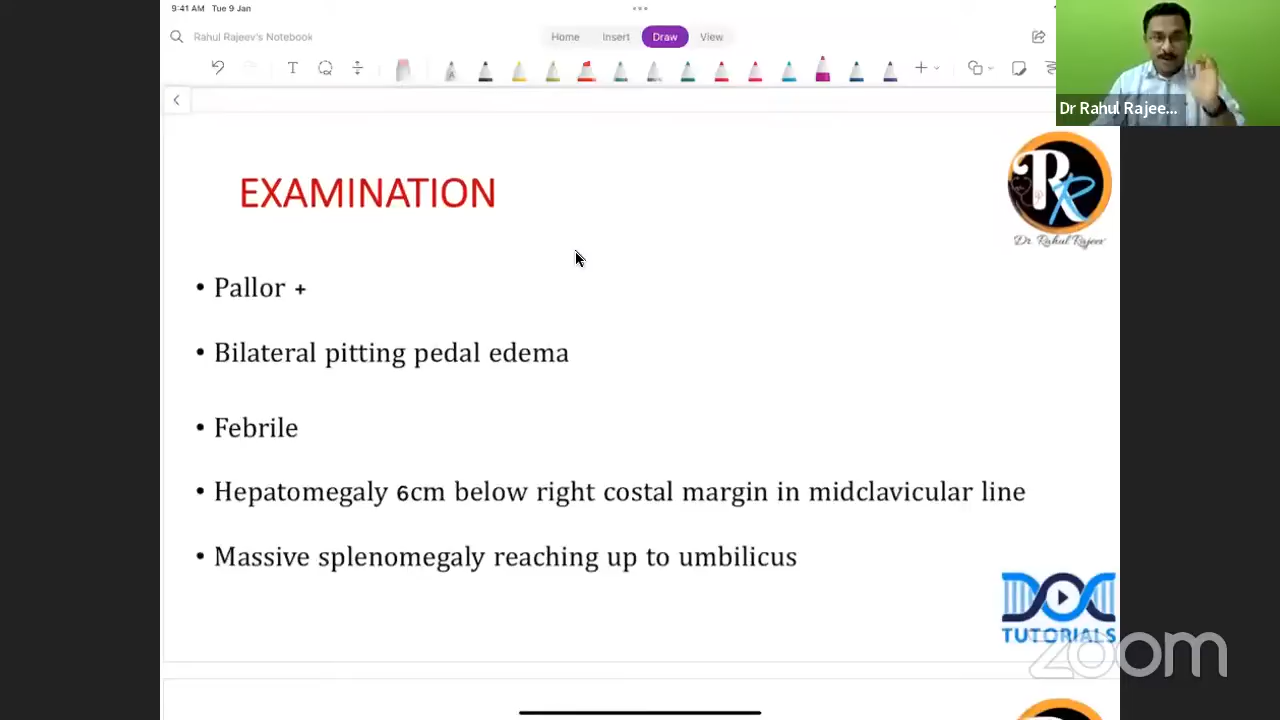 9:41 AM Tue 9 Jan
Rahul Rajeev's Notebook
Home Insert Draw View
Dr Rahul Rajee...
EXAMINATION
Dr. Rahul Rajeev
• Pallor +
• Bilateral pitting pedal edema
• Febrile
• Hepatomegaly 6cm below right costal margin in midclavicular line
• Massive splenomegaly reaching up to umbilicus
TUTORIALS
zoom